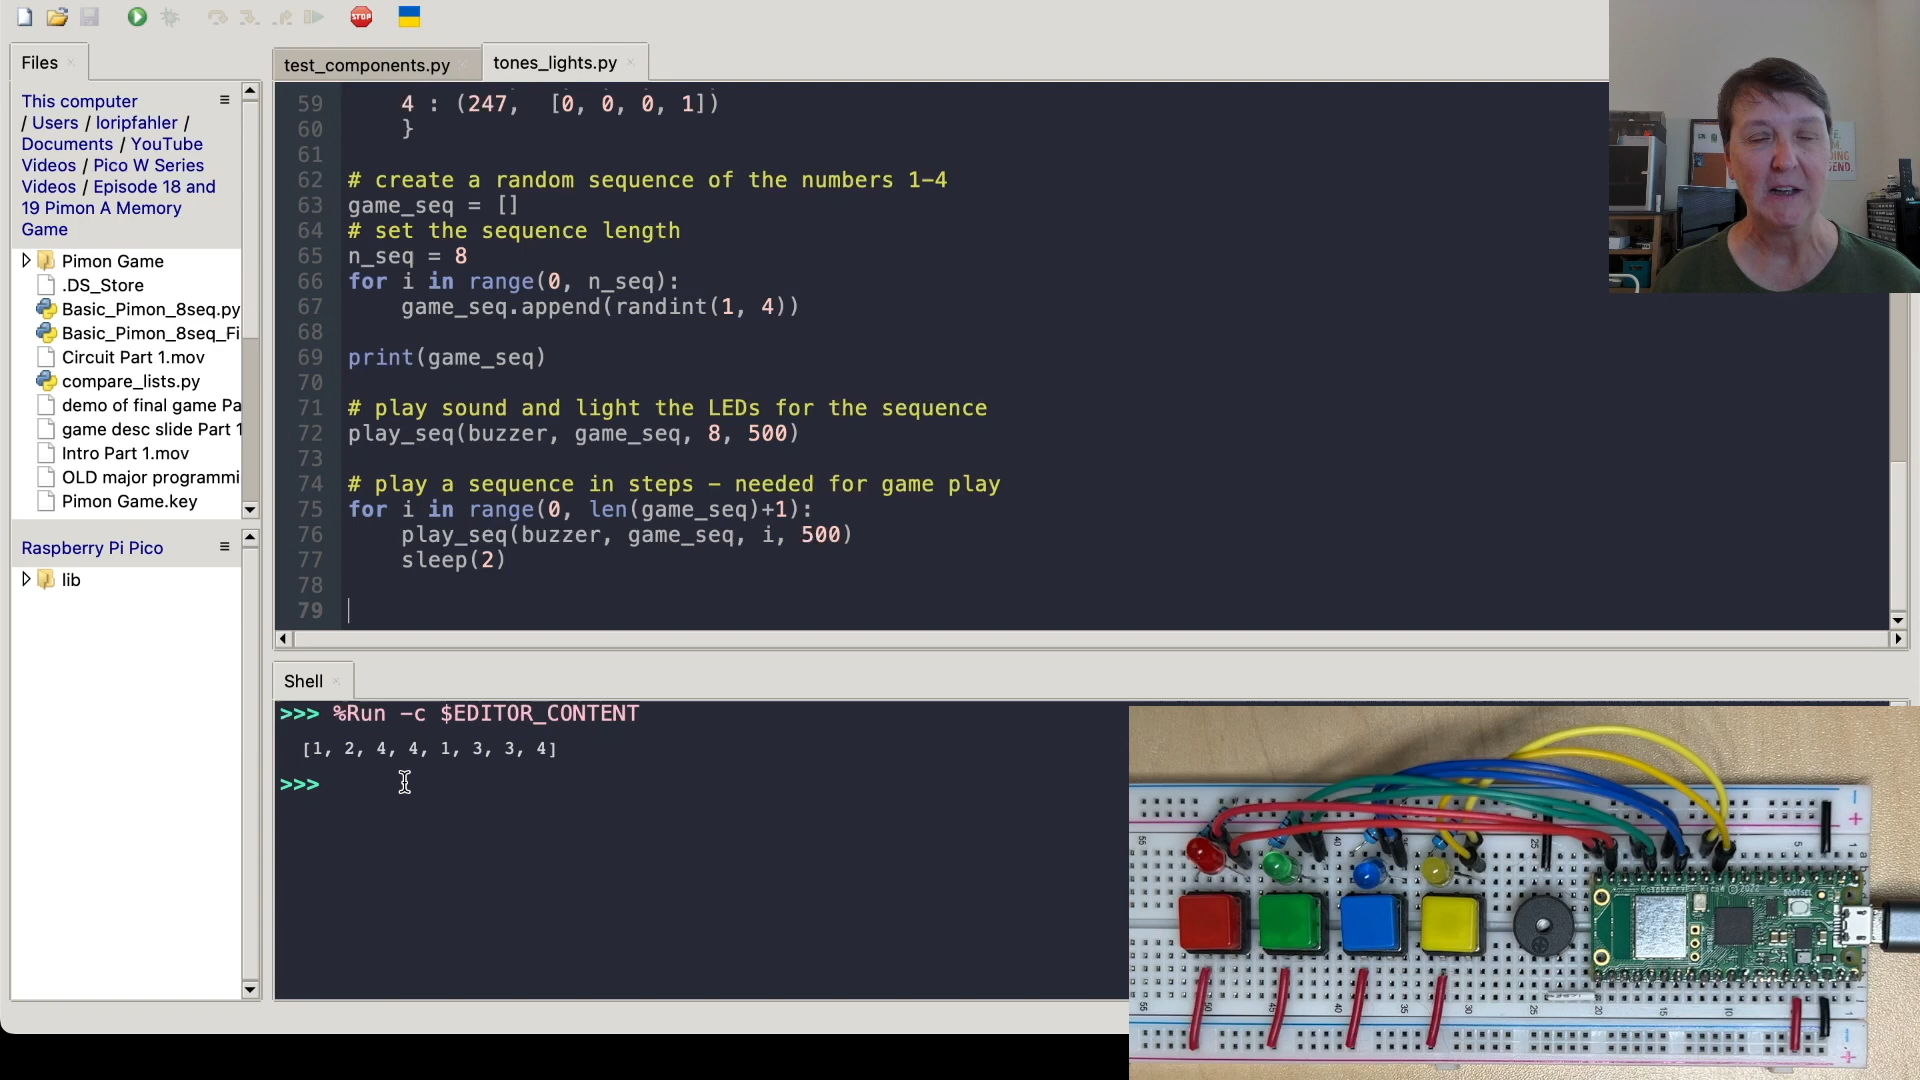 STOP
Files
This computer
/ Users / loripfahler /
Documents / YouTube
Videos / Pico W Series
Videos / Episode 18 and
19 Pimon A Memory
Game
Pimon Game
.DS_Store
Basic_Pimon_8seq.py
Basic_Pimon_8seq_Fi
Circuit Part 1.mov
compare_lists.py
demo of final game Pa
game desc slide Part 1
Intro Part 1.mov
OLD major programmi
Pimon Game.key
Raspberry Pi Pico
lib
test_components.py
tones_lights.py
59 4 : (247, [0, 0, 0, 1])
60 }
61
62 # create a random sequence of the numbers 1-4
63 game_seq = []
64 # set the sequence length
65 n_seq = 8
66 for i in range(0, n_seq):
67 game_seq.append(randint(1, 4))
68
69 print(game_seq)
70
71 # play sound and light the LEDs for the sequence
72 play_seq(buzzer, game_seq, 8, 500)
73
74 # play a sequence in steps - needed for game play
75 for i in range(0, len(game_seq)+1):
76 play_seq(buzzer, game_seq, i, 500)
77 sleep(2)
78
79
Shell
>>> %Run -c $EDITOR_CONTENT
[1, 2, 4, 4, 1, 3, 3, 4]
>>>
Raspberry Pi Pico W © 2022
BOOTSEL